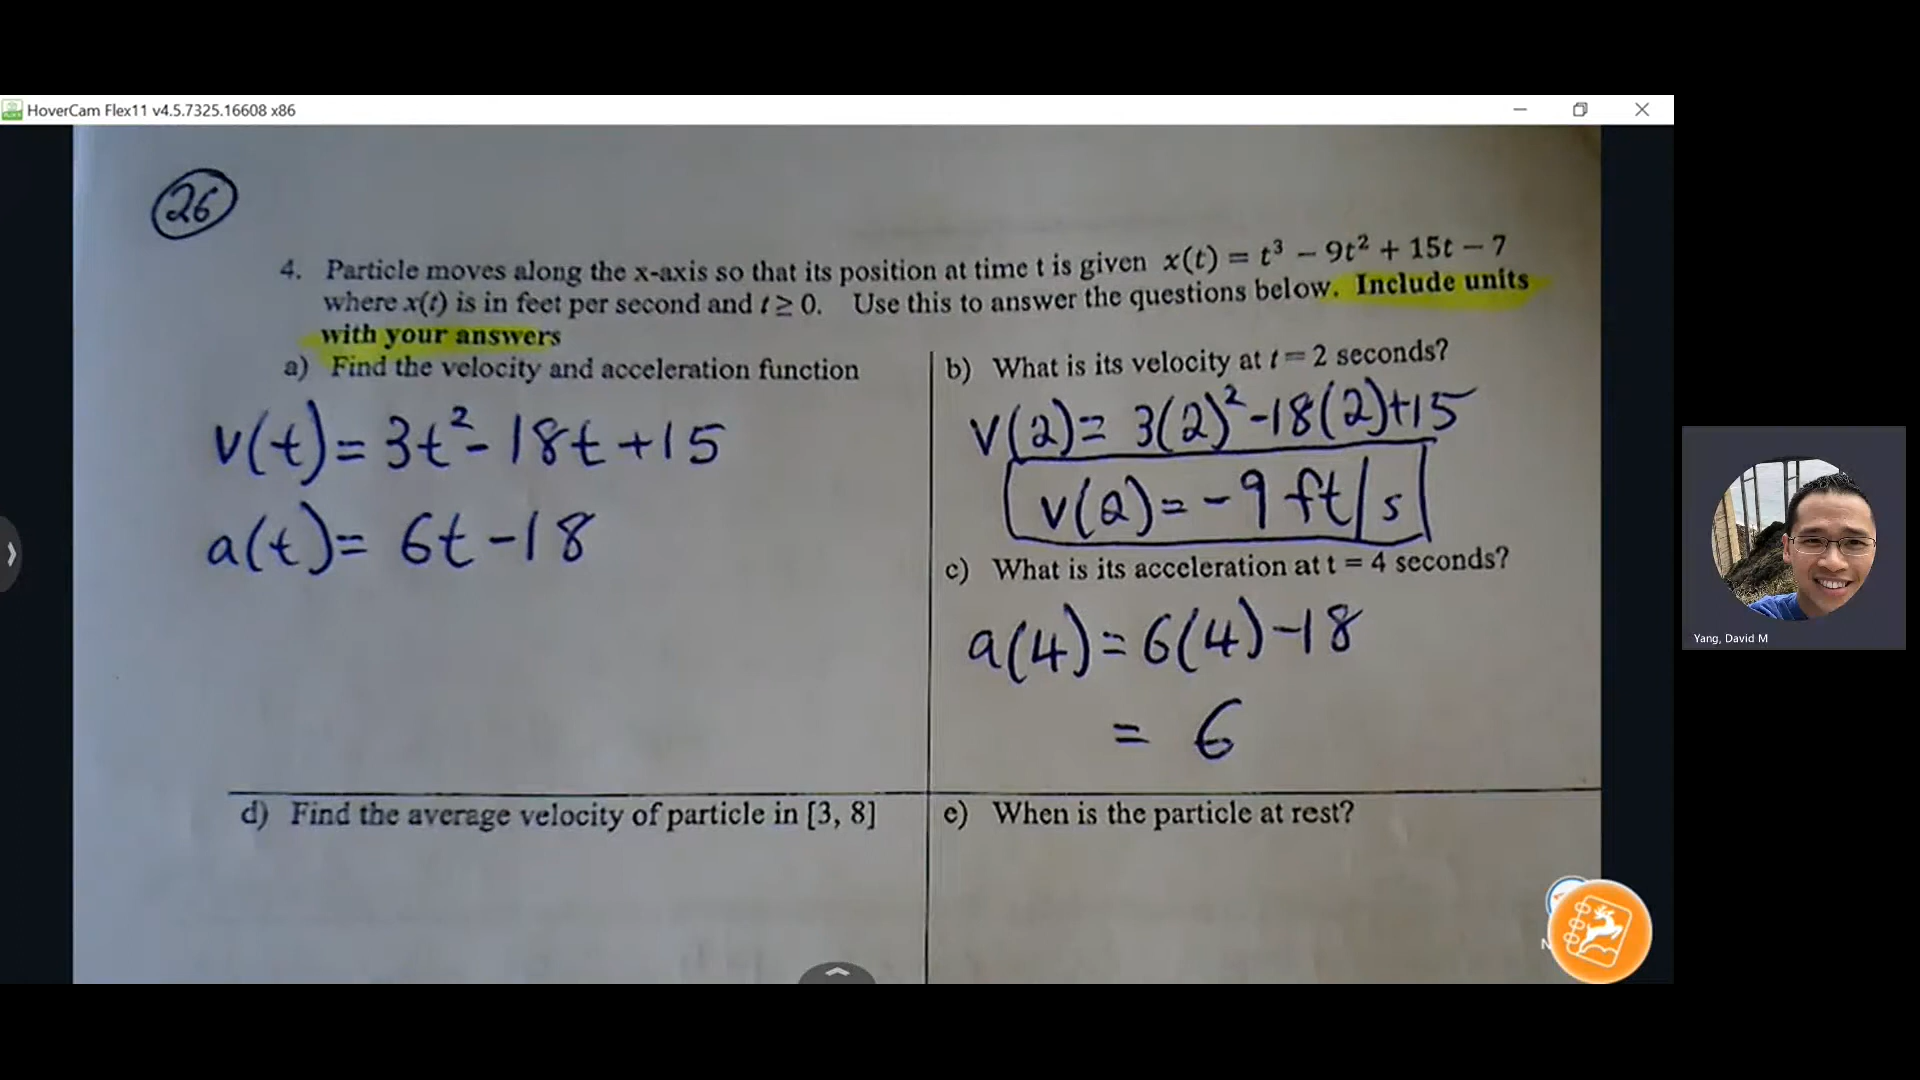 HoverCam Flex11 v4.5.7325.16608 x86
26
4. Particle moves along the x-axis so that its position at time t is given x(t) = t³ − 9t² + 15t − 7
where x(t) is in feet per second and t ≥ 0. Use this to answer the questions below. Include units
with your answers
a) Find the velocity and acceleration function
v(t)= 3t²-18t+15
a(t)= 6t-18
b) What is its velocity at t = 2 seconds?
v(2)= 3(2)²-18(2)+15
v(2)= -9 ft/s
c) What is its acceleration at t = 4 seconds?
a(4)= 6(4)-18
= 6
d) Find the average velocity of particle in [3, 8]
e) When is the particle at rest?
Yang, David M